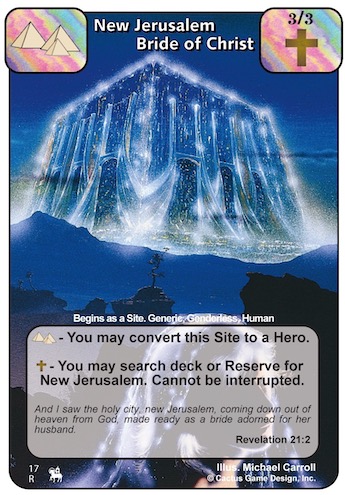 New Jerusalem
Bride of Christ
3/3
Begins as a Site. Generic, Genderless, Human
- You may convert this Site to a Hero.
- You may search deck or Reserve for
New Jerusalem. Cannot be interrupted.
And I saw the holy city, new Jerusalem, coming down out of
heaven from God, made ready as a bride adorned for her
husband.
Revelation 21:2
17
R
Illus. Michael Carroll
© Cactus Game Design, Inc.